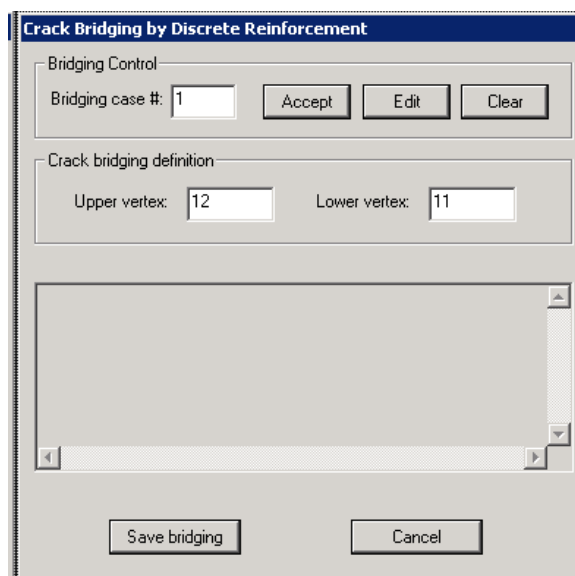 Crack Bridging by Discrete Reinforcement
Bridging Control
Bridging case #: 1 Accept Edit Clear
Crack bridging definition
Upper vertex: 12 Lower vertex: 11
Save bridging Cancel